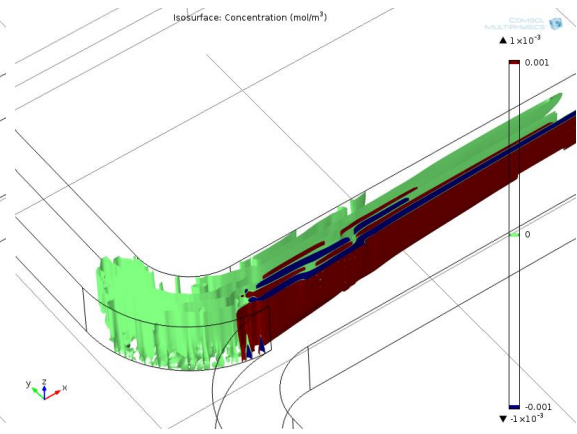 Isosurface: Concentration (mol/m³)
COMSOL
MULTIPHYSICS
▲ 1×10⁻³
0.001
0
-0.001
▼ -1×10⁻³
y z x